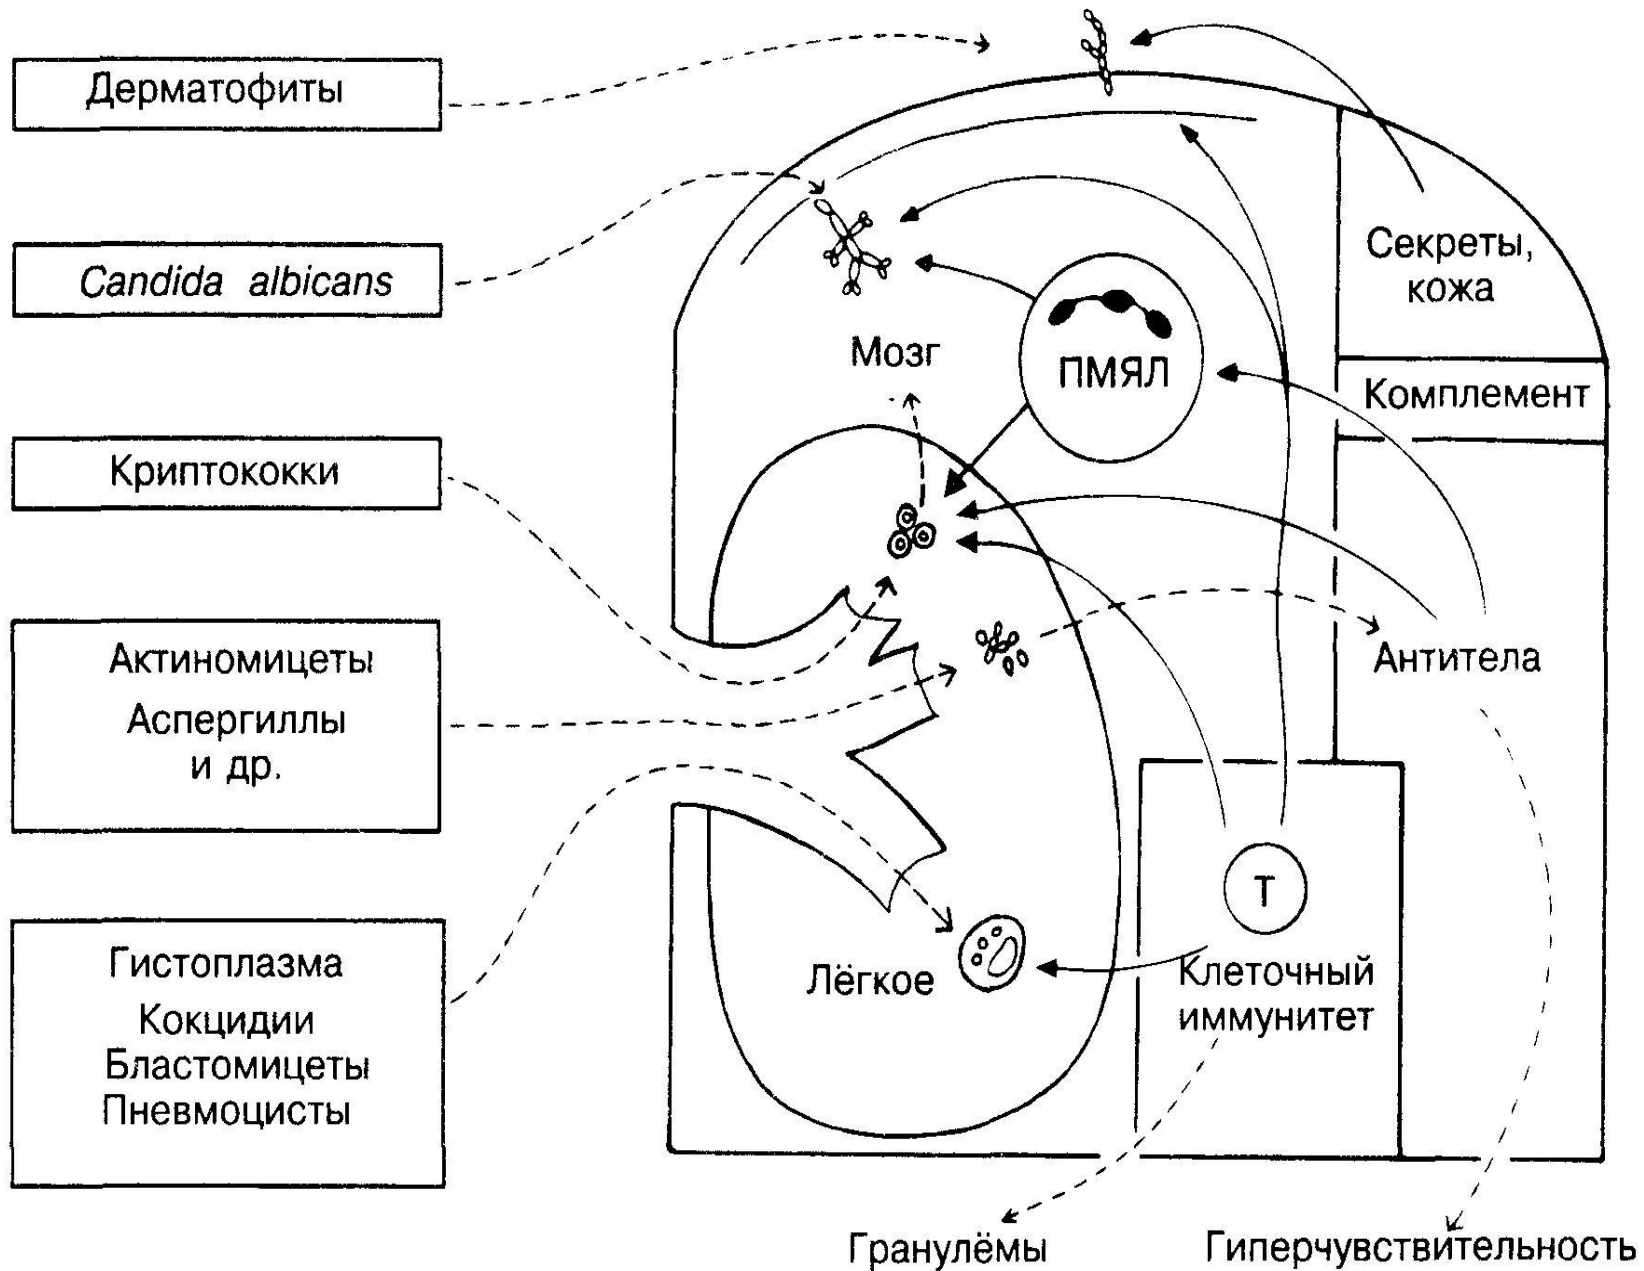 Дерматофиты
Candida albicans
Криптококки
Актиномицеты
Аспергиллы
и др.
Гистоплазма
Кокцидии
Бластомицеты
Пневмоцисты
Мозг
ПМЯЛ
Секреты,
кожа
Комплемент
Антитела
Т
Клеточный
иммунитет
Лёгкое
Гранулёмы
Гиперчувствительность